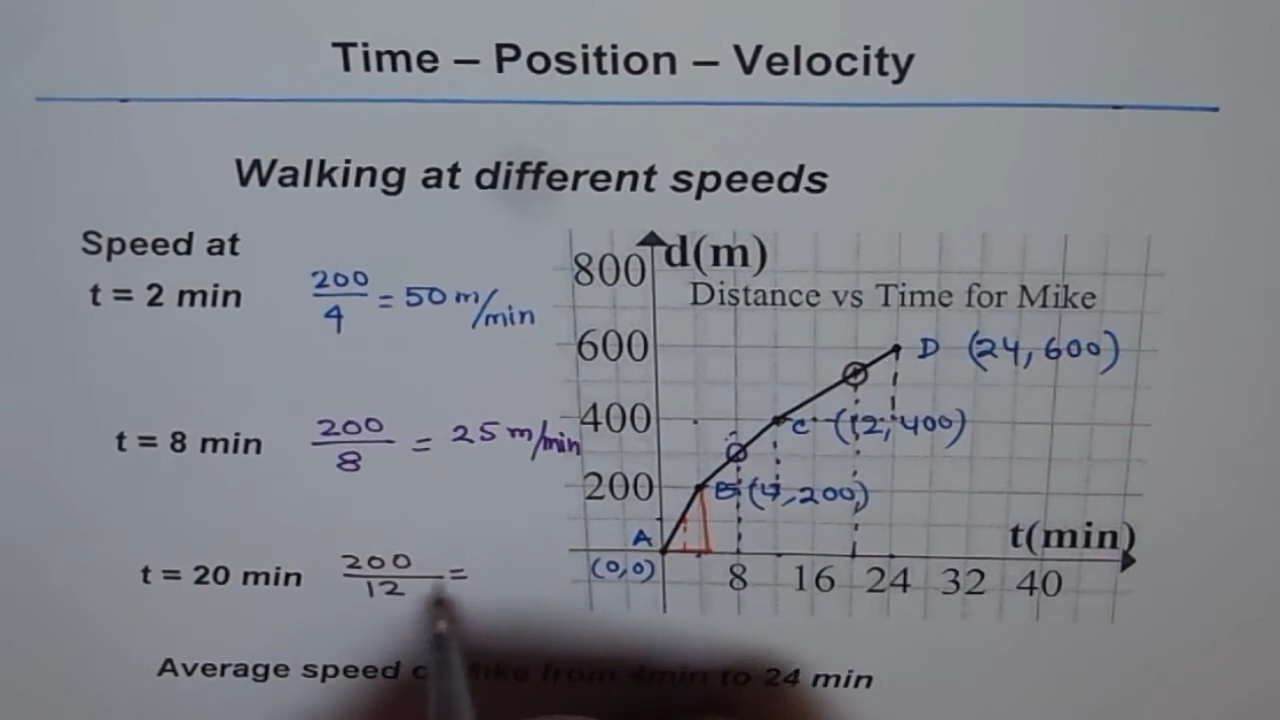 Time – Position – Velocity
Walking at different speeds
Speed at
t = 2 min 200/4 = 50 m/min
t = 8 min 200/8 = 25 m/min
t = 20 min 200/12 =
Average speed from 4min to 24 min
d(m)
Distance vs Time for Mike
800
600
400
200
D (24, 600)
C (12, 400)
B (4, 200)
A
(0,0)
t(min)
8 16 24 32 40